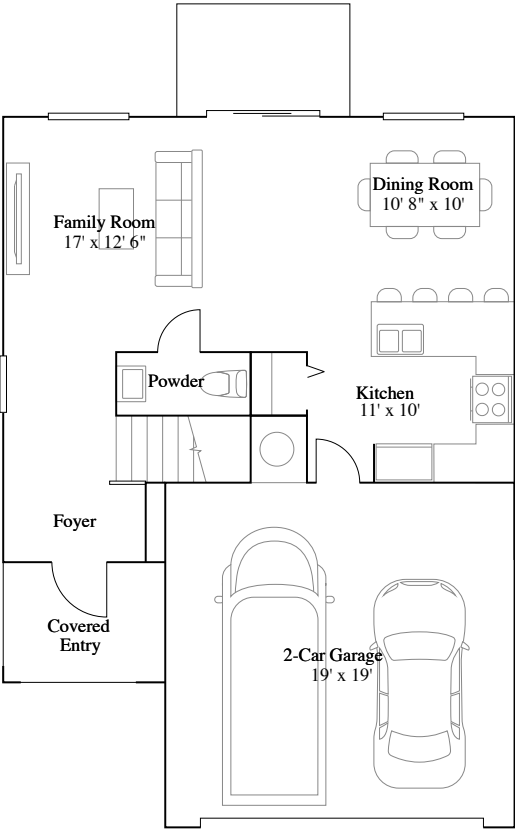 Dining Room
10' 8" x 10'
Family Room
17' x 12' 6"
Powder
Kitchen
11' x 10'
Foyer
Covered
Entry
2-Car Garage
19' x 19'